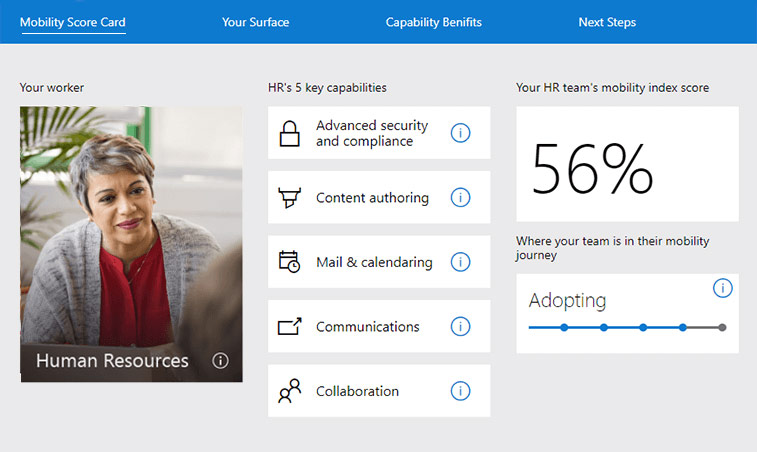 Mobility Score Card
Your Surface
Capability Benifits
Next Steps
Your worker
Human Resources
HR's 5 key capabilities
Advanced security
and compliance
Content authoring
Mail & calendaring
Communications
Collaboration
Your HR team's mobility index score
56%
Where your team is in their mobility
journey
Adopting